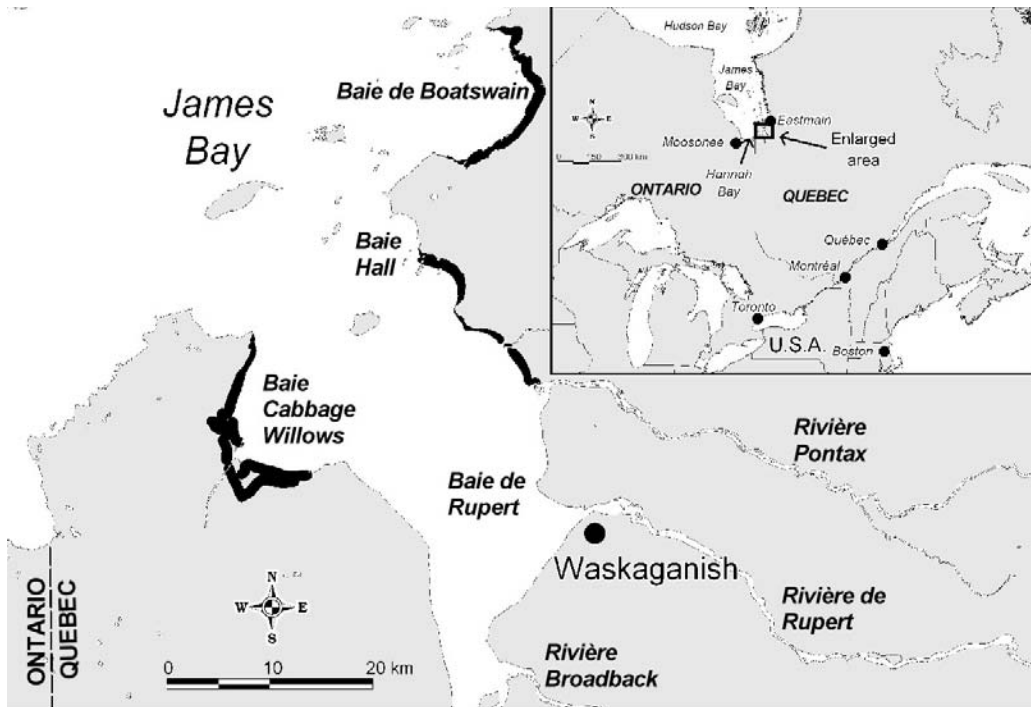 James
Bay
Baie de Boatswain
Baie
Hall
Baie
Cabbage
Willows
Baie de
Rupert
Waskaganish
Rivière
Pontax
Rivière de
Rupert
Rivière
Broadback
ONTARIO
QUEBEC
N
W E
S
0 10 20 km
Hudson Bay
James
Bay
N
W E
S
Eastmain
Moosonee
Enlarged
area
Hannah
Bay
ONTARIO
QUEBEC
Québec
Montréal
Toronto
U.S.A.
Boston